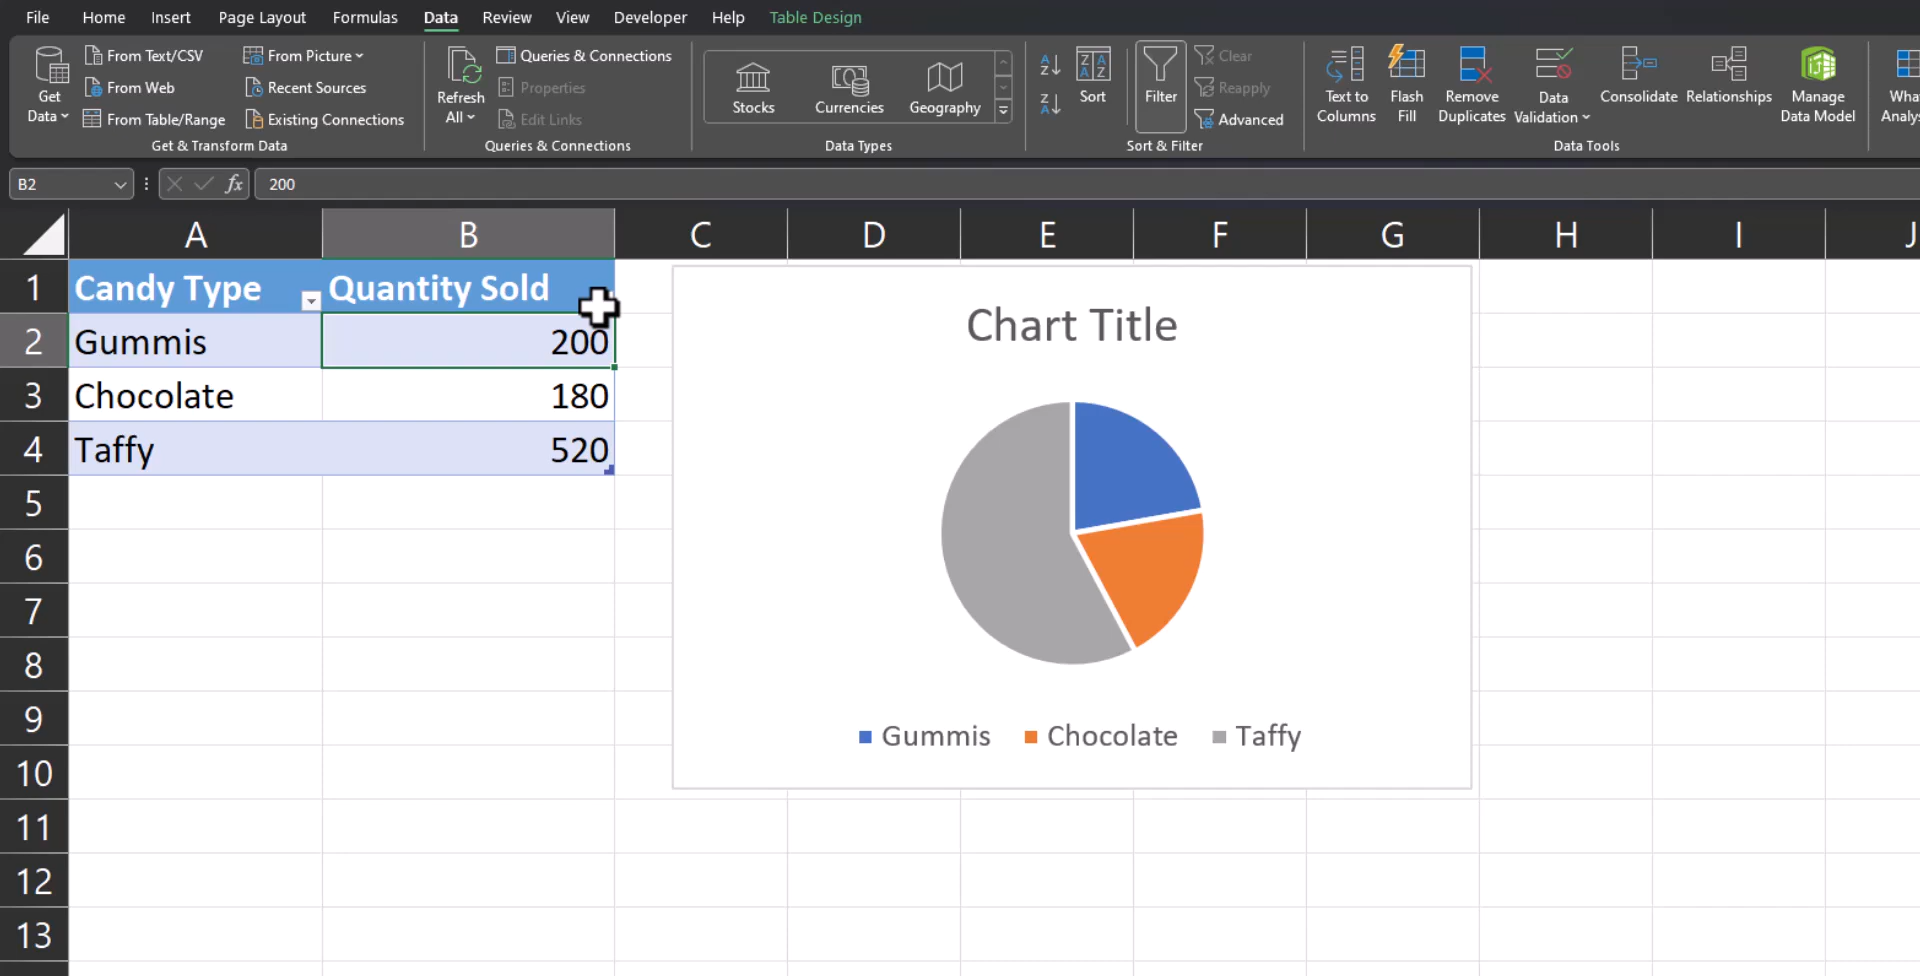 File Home Insert Page Layout Formulas Data Review View Developer Help Table Design
From Text/CSV From Picture Queries & Connections Clear
From Web Recent Sources Properties Reapply
From Table/Range Existing Connections Edit Links Advanced
Get Data
Refresh All
Stocks Currencies Geography
Sort Filter
Text to Columns
Flash Fill
Remove Duplicates
Data Validation
Consolidate Relationships
Manage Data Model
Get & Transform Data Queries & Connections Data Types Sort & Filter Data Tools
B2 fx 200
A B C D E F G H I J
1 Candy Type Quantity Sold
2 Gummis 200
3 Chocolate 180
4 Taffy 520
5
6
7
8
9
10
11
12
13
Chart Title
Gummis Chocolate Taffy